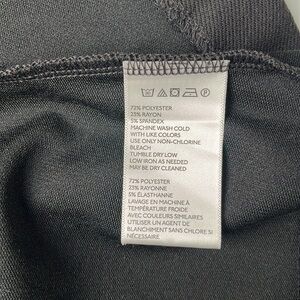 72% POLYESTER
23% RAYON
5% SPANDEX
MACHINE WASH COLD
WITH LIKE COLORS
USE ONLY NON-CHLORINE
BLEACH
TUMBLE DRY LOW
LOW IRON AS NEEDED
MAY BE DRY CLEANED
72% POLYESTER
23% RAYONNE
5% ÉLASTHANNE
LAVAGE EN MACHINE À
TEMPÉRATURE FROIDE
AVEC COULEURS SIMILAIRES
UTILISER UN AGENT DE
BLANCHIMENT SANS CHLORE SI
NÉCESSAIRE